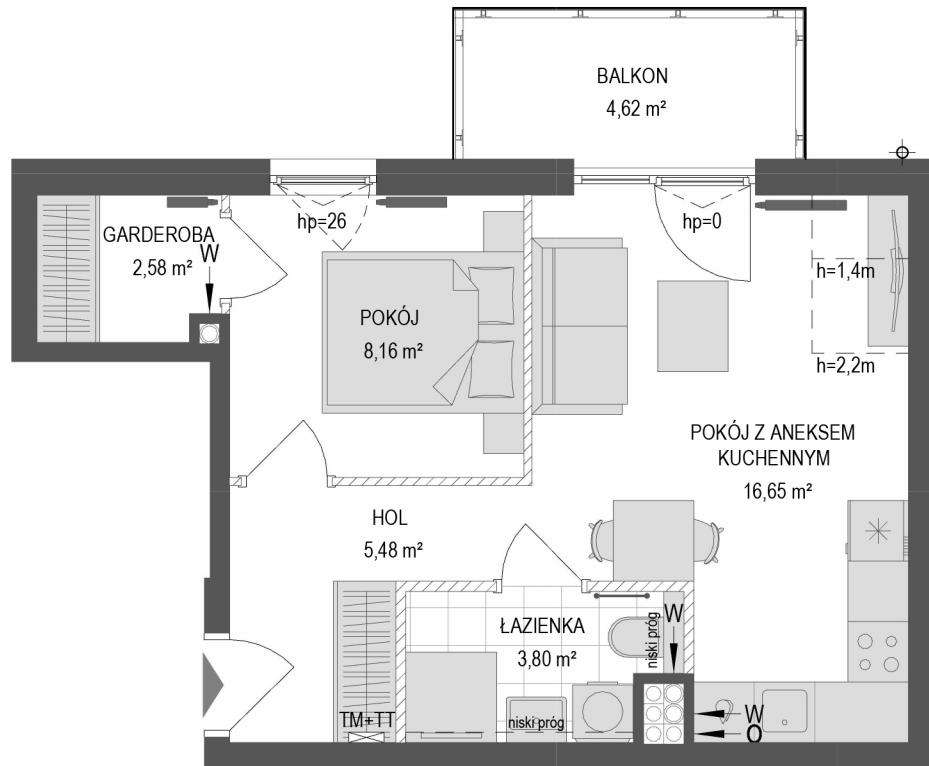 BALKON
4,62 m²
hp=26
hp=0
GARDEROBA
2,58 m²
W
h=1,4m
POKÓJ
8,16 m²
h=2,2m
POKÓJ Z ANEKSEM
KUCHENNYM
16,65 m²
HOL
5,48 m²
ŁAZIENKA
3,80 m²
niski próg
W
TM+TT
niski próg
W
O